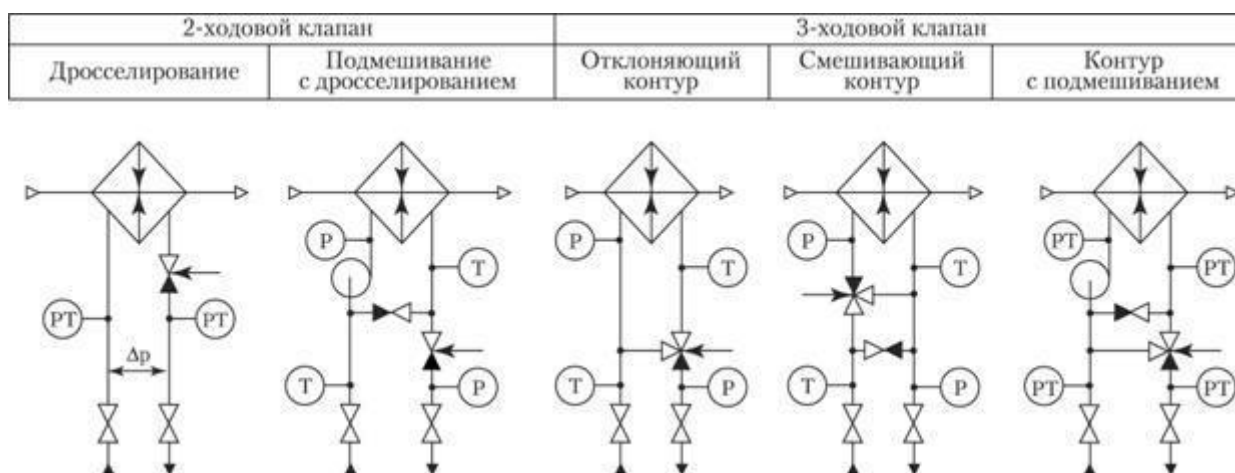 2-ходовой клапан
3-ходовой клапан
Дросселирование
Подмешивание
с дросселированием
Отклоняющий
контур
Смешивающий
контур
Контур
с подмешиванием
P
P
P
PT
T
T
T
PT
PT
PT
Δp
T
P
T
P
T
P
PT
PT